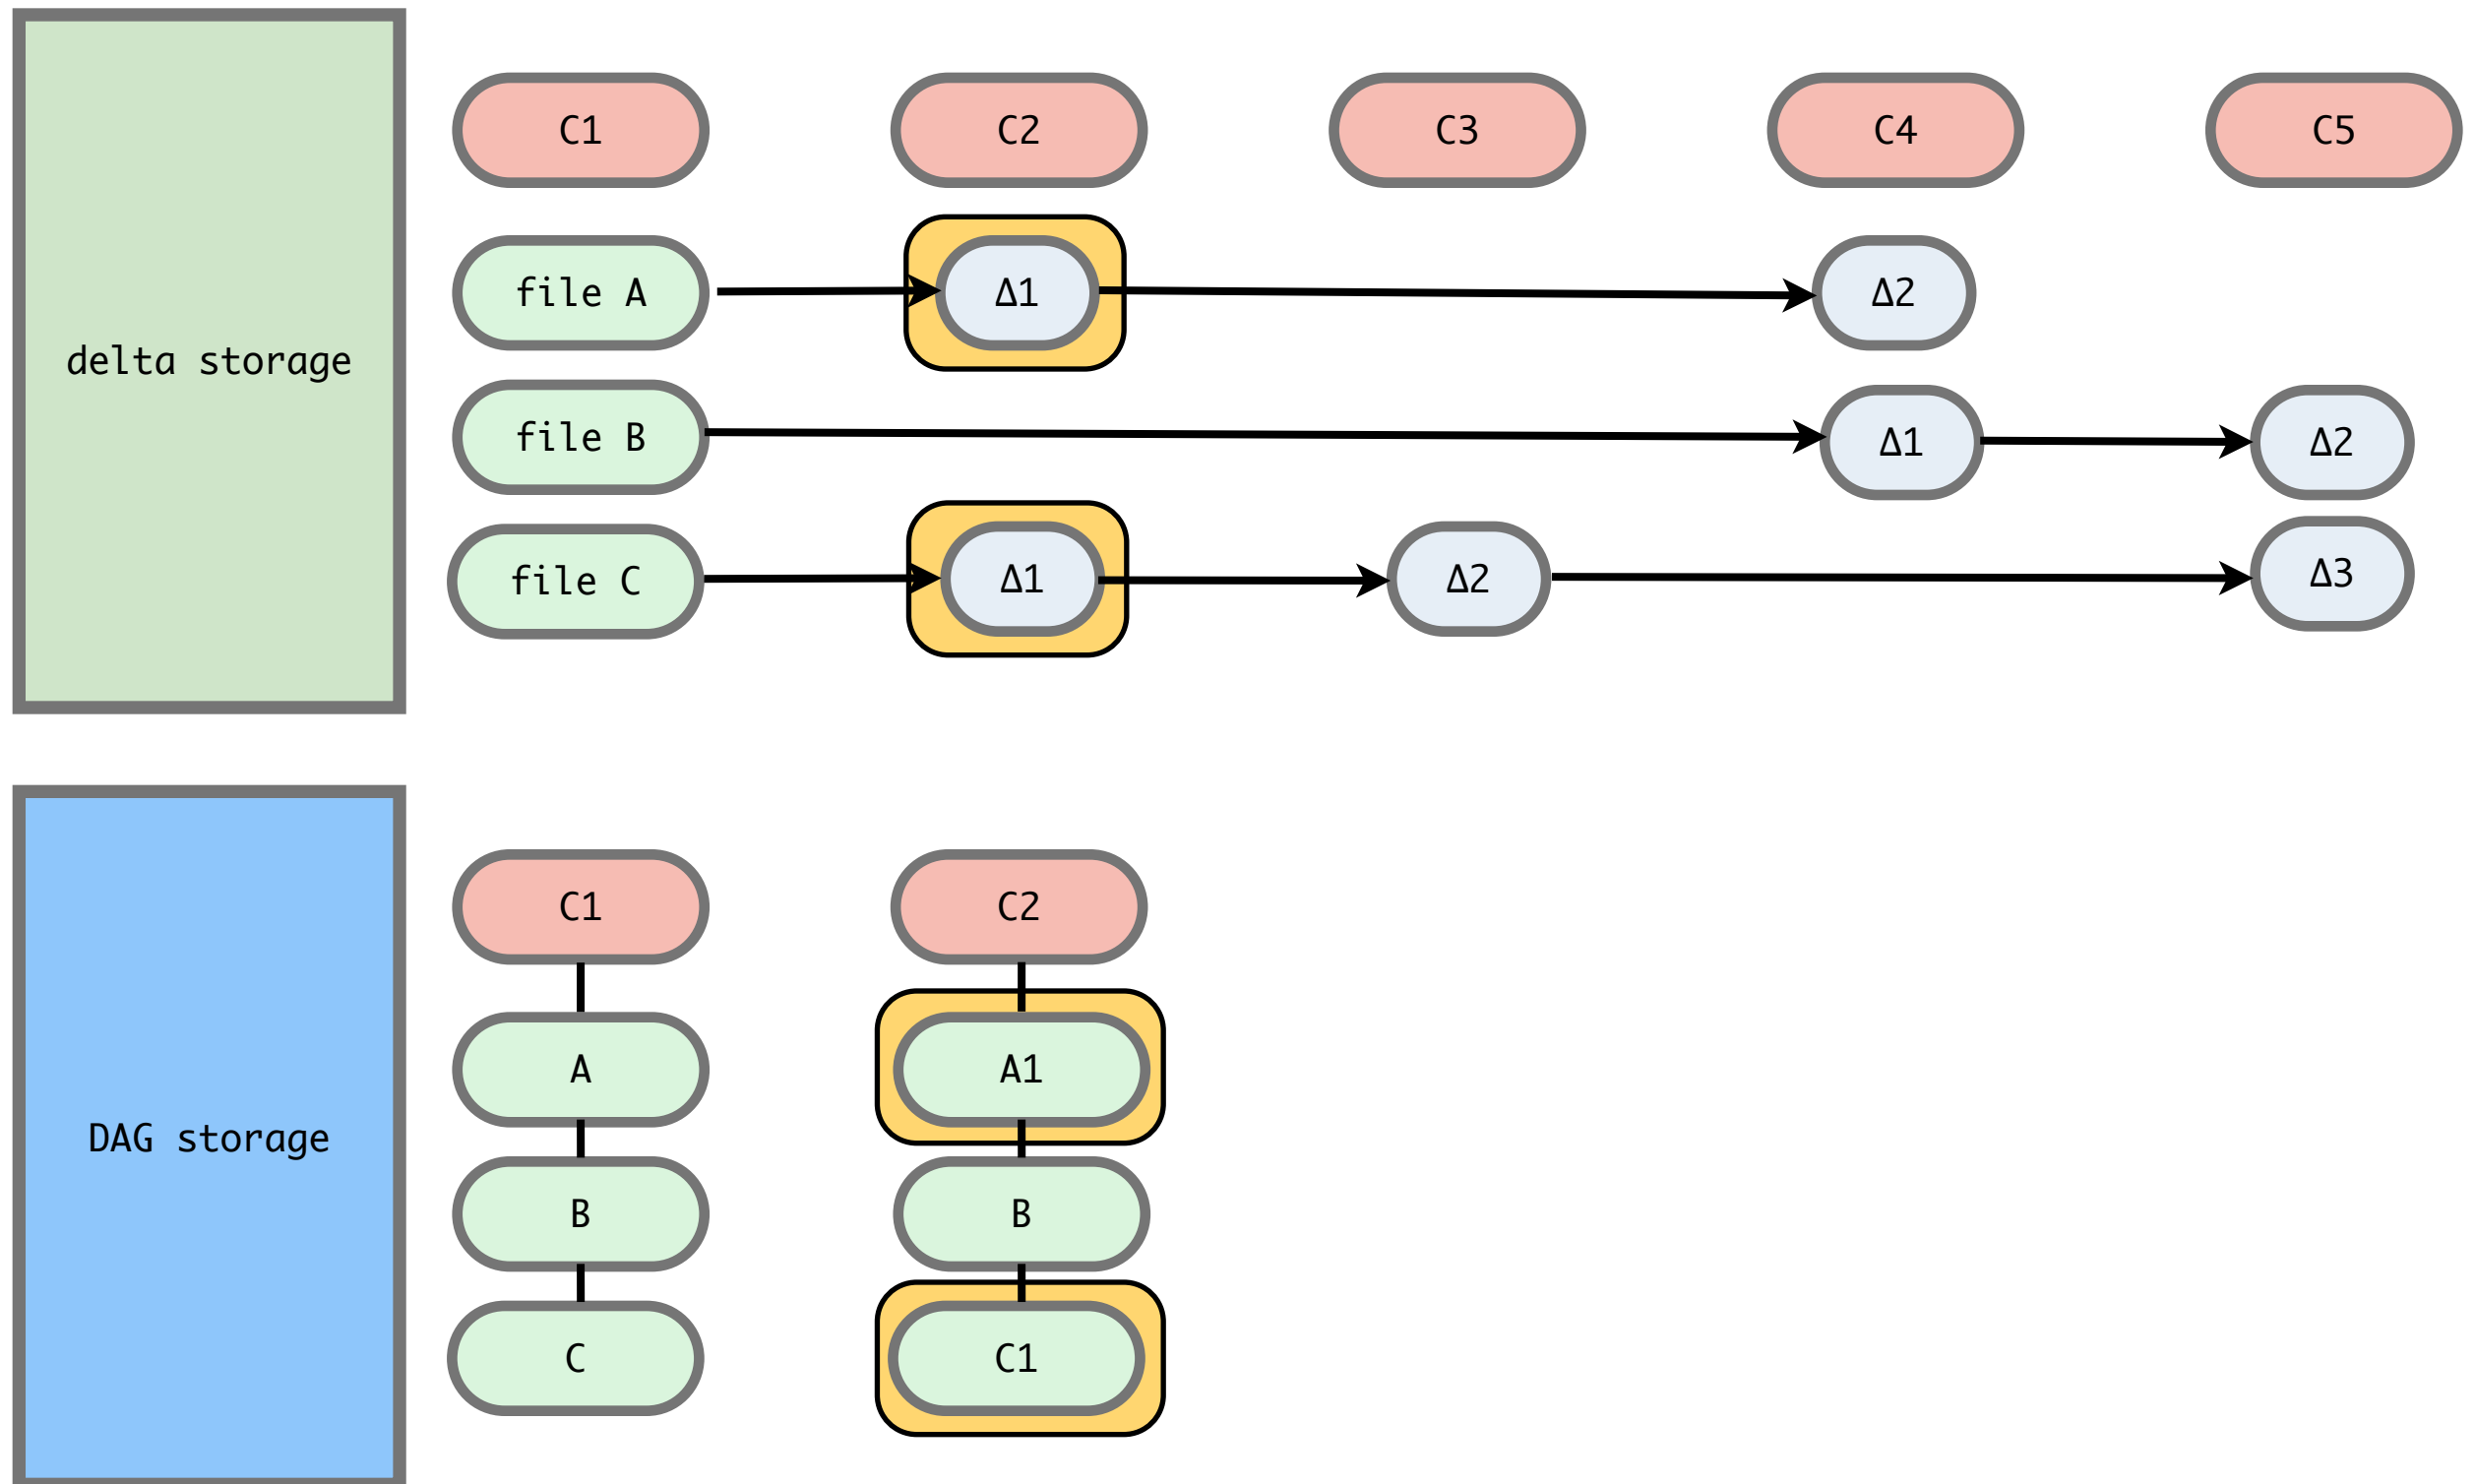 delta storage
C1 C2 C3 C4 C5
file A Δ1 Δ2
file B Δ1 Δ2
file C Δ1 Δ2 Δ3
DAG storage
C1 C2
A A1
B B
C C1